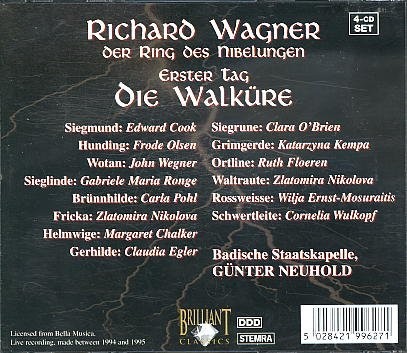 RICHARD WAGNER
DER RING DES NIBELUNGEN
ERSTER TAG
DIE WALKÜRE
4-CD
SET
Siegmund: Edward Cook
Hunding: Frode Olsen
Wotan: John Wegner
Sieglinde: Gabriele Maria Ronge
Brünnhilde: Carla Pohl
Fricka: Zlatomira Nikolova
Helmwige: Margaret Chalker
Gerhilde: Claudia Egler
Siegrune: Clara O'Brien
Grimgerde: Katarzyna Kempa
Ortline: Ruth Floeren
Waltraute: Zlatomira Nikolova
Rossweisse: Wilja Ernst-Mosuraitis
Schwertleite: Cornelia Wulkopf
Badische Staatskapelle,
GÜNTER NEUHOLD
Licensed from Bella Musica.
Live recording, made between 1994 and 1995
BRILLIANT
CLASSICS
DDD
STEMRA
5 028421 996271